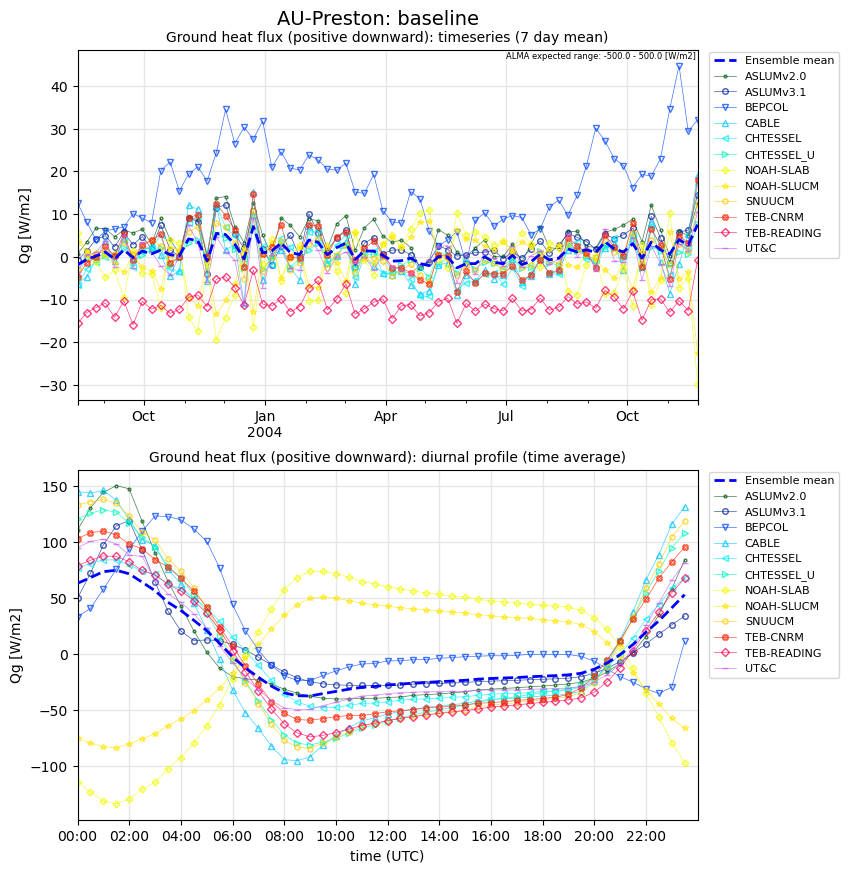 AU-Preston: baseline
Ground heat flux (positive downward): timeseries (7 day mean)
ALMA expected range: -500.0 - 500.0 [W/m2]
Qg [W/m2]
40
30
20
10
0
−10
−20
−30
Oct
Jan
2004
Apr
Jul
Oct
Ensemble mean
ASLUMv2.0
ASLUMv3.1
BEPCOL
CABLE
CHTESSEL
CHTESSEL_U
NOAH-SLAB
NOAH-SLUCM
SNUUCM
TEB-CNRM
TEB-READING
UT&C
Ground heat flux (positive downward): diurnal profile (time average)
Qg [W/m2]
150
100
50
0
−50
−100
00:00
02:00
04:00
06:00
08:00
10:00
12:00
14:00
16:00
18:00
20:00
22:00
time (UTC)
Ensemble mean
ASLUMv2.0
ASLUMv3.1
BEPCOL
CABLE
CHTESSEL
CHTESSEL_U
NOAH-SLAB
NOAH-SLUCM
SNUUCM
TEB-CNRM
TEB-READING
UT&C